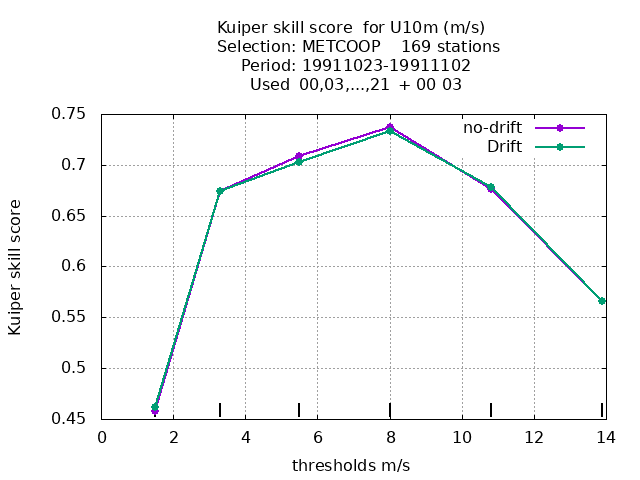 Kuiper skill score  for U10m (m/s)
Selection: METCOOP    169 stations
Period: 19911023-19911102
Used  00,03,...,21  + 00 03
no-drift
Drift
0.75
0.7
0.65
0.6
0.55
0.5
0.45
Kuiper skill score
0 2 4 6 8 10 12 14
thresholds m/s